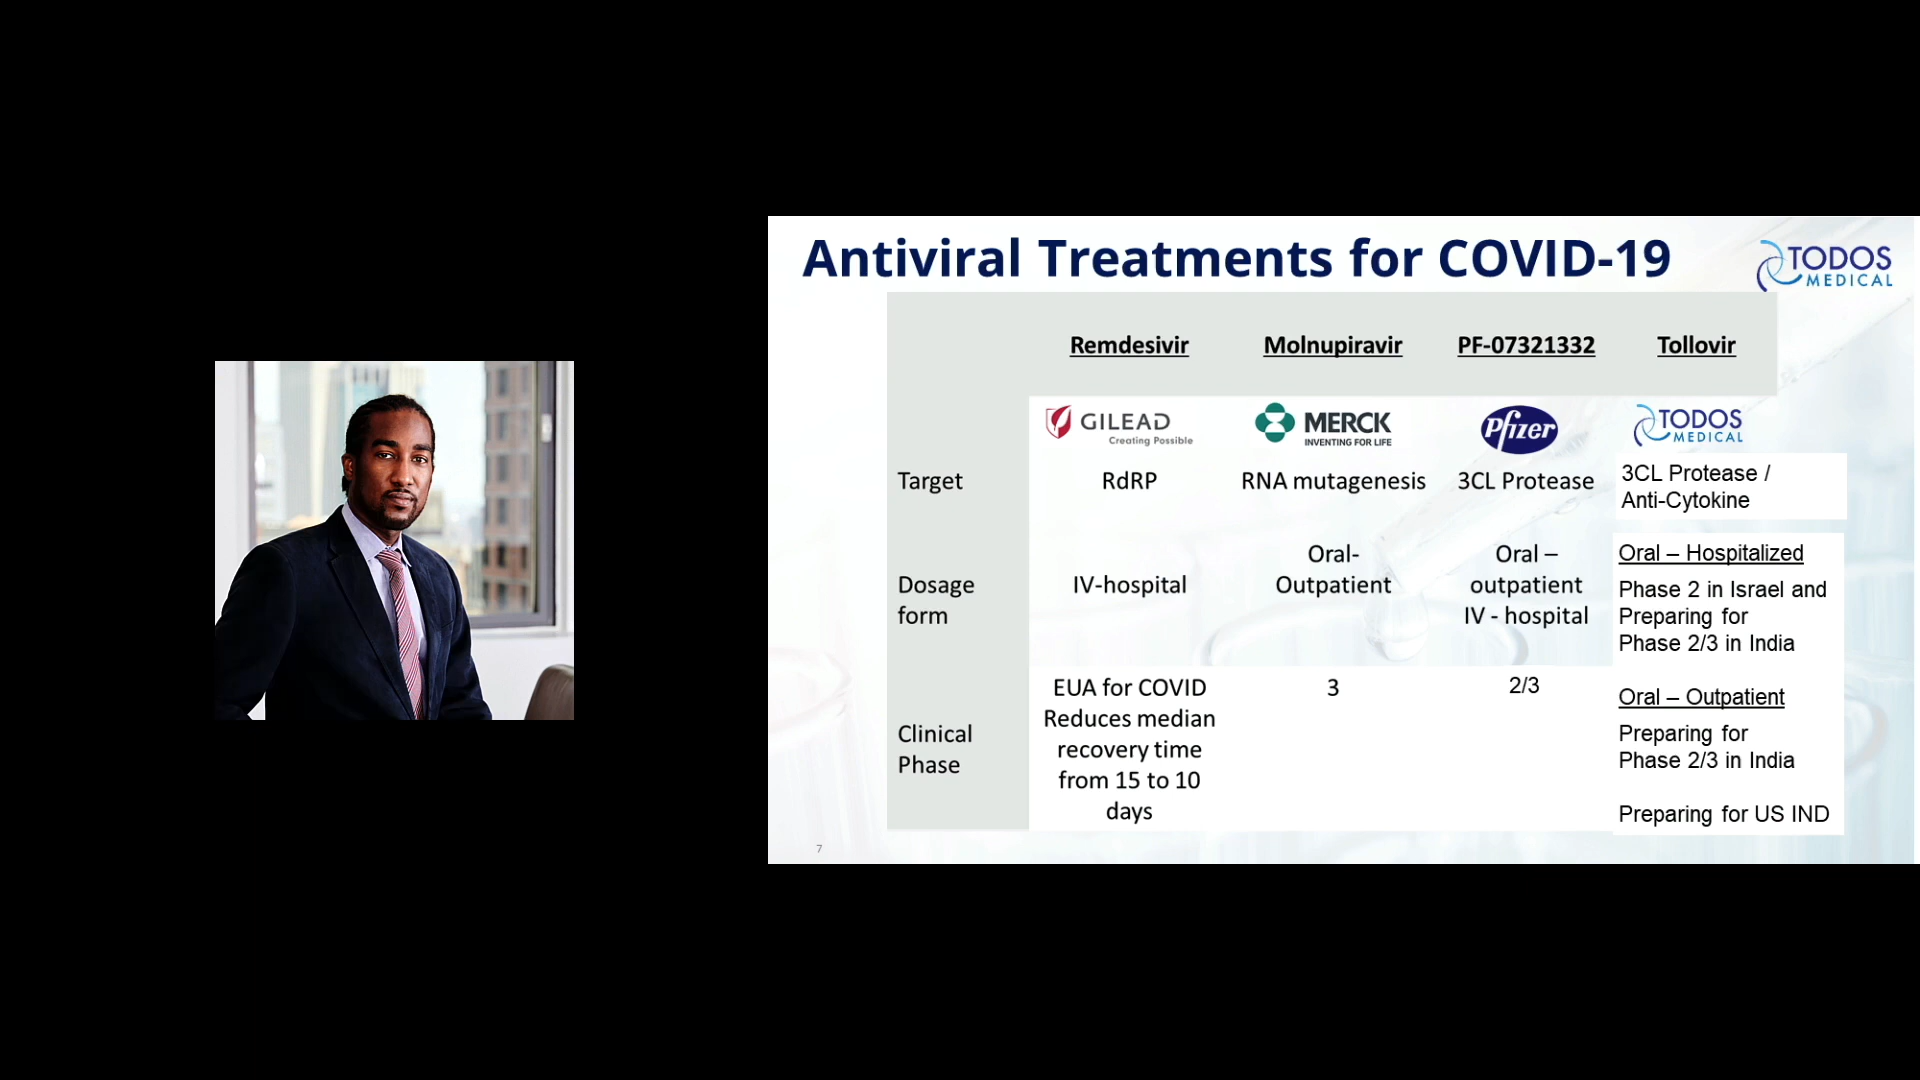 Antiviral Treatments for COVID-19
TODOS
MEDICAL
Remdesivir
Molnupiravir
PF-07321332
Tollovir
GILEAD
Creating Possible
MERCK
INVENTING FOR LIFE
Pfizer
TODOS
MEDICAL
Target
RdRP
RNA mutagenesis
3CL Protease
3CL Protease /
Anti-Cytokine
Dosage
form
IV-hospital
Oral-
Outpatient
Oral –
outpatient
IV - hospital
Oral – Hospitalized
Phase 2 in Israel and
Preparing for
Phase 2/3 in India
Clinical
Phase
EUA for COVID
Reduces median
recovery time
from 15 to 10
days
3
2/3
Oral – Outpatient
Preparing for
Phase 2/3 in India
Preparing for US IND
7